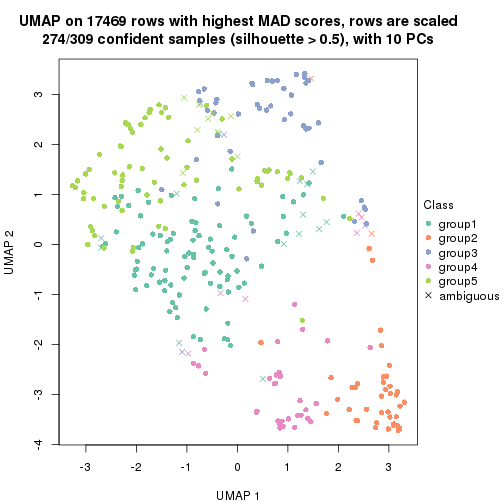 UMAP on 17469 rows with highest MAD scores, rows are scaled
274/309 confident samples (silhouette > 0.5), with 10 PCs
3
2
1
0
-1
-2
-3
-4
UMAP 2
-3
-2
-1
0
1
2
3
UMAP 1
Class
group1
group2
group3
group4
group5
ambiguous